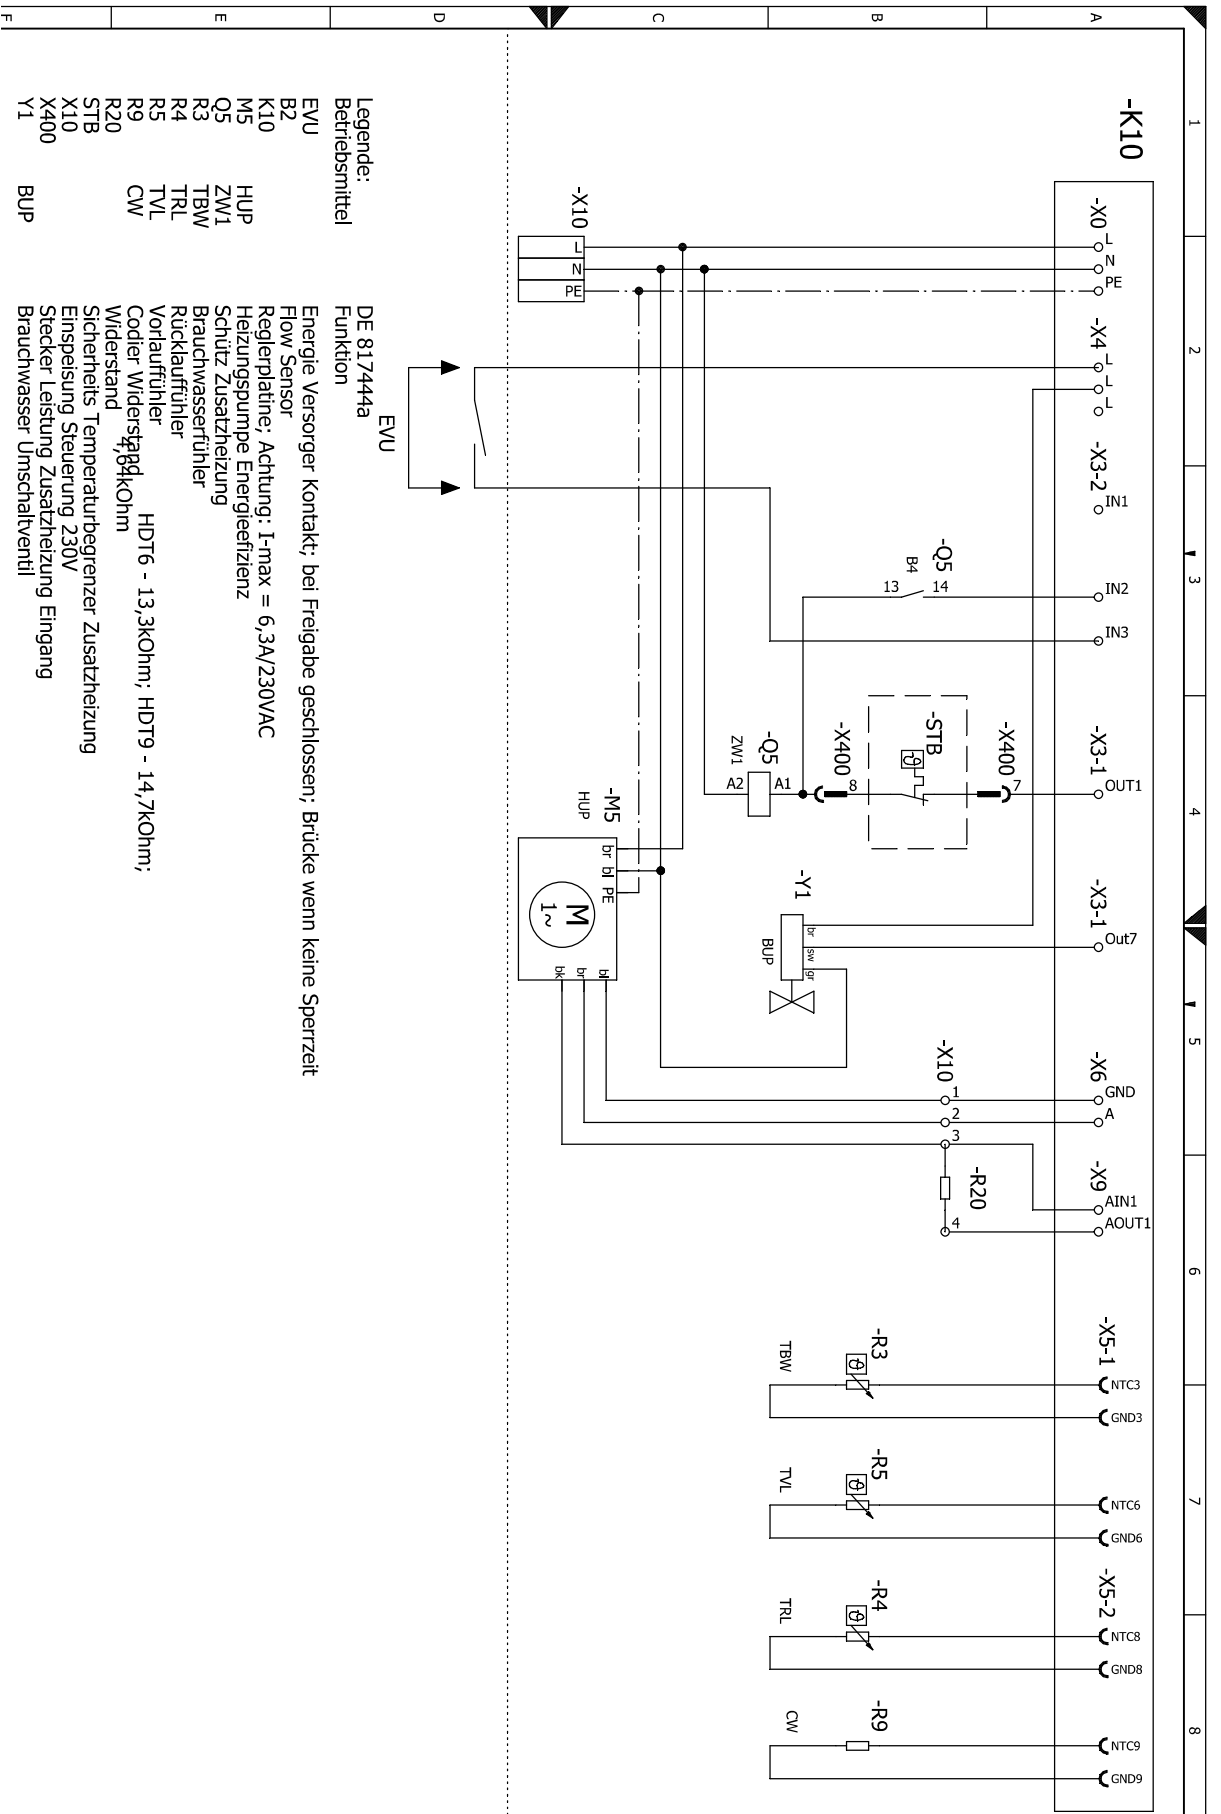 1 2 3 4 5 6 7 8
A
B
C
D
E
F
-K10
-X0 -X4 -X3-2 -X3-1 -X3-1 -X6 -X9 -X5-1 -X5-2
L N PE L L L IN1 IN2 IN3 OUT1 Out7 GND A AIN1 AOUT1 NTC3 GND3 NTC6 GND6 NTC8 GND8 NTC9 GND9
-X400 7
-R20
-Q5 14
B4 13
-STB
ϑ
-X10 1 2 3 4
-X400 8
-R3 ϑ
-R5 ϑ
-R4 ϑ
-R9
-Q5 A1
ZW1 A2
-Y1
br sw gr
BUP
TBW
TVL
TRL
CW
-X10
L N PE
-M5
HUP
br bl PE
M
1~
bl
br
bk
EVU
Legende: DE 817444a
Betriebsmittel Funktion
EVU Energie Versorger Kontakt; bei Freigabe geschlossen; Brücke wenn keine Sperrzeit
B2 Flow Sensor
K10 Reglerplatine; Achtung: I-max = 6,3A/230VAC
M5 HUP Heizungspumpe Energieefizienz
Q5 ZW1 Schütz Zusatzheizung
R3 TBW Brauchwasserfühler
R4 TRL Rücklauffühler
R5 TVL Vorlauffühler
R9 CW Codier Widerstand HDT6 - 13,3kOhm; HDT9 - 14,7kOhm;
R20 Widerstand 4,64kOhm
STB Sicherheits Temperaturbegrenzer Zusatzheizung
X10 Einspeisung Steuerung 230V
X400 Stecker Leistung Zusatzheizung Eingang
Y1 BUP Brauchwasser Umschaltventil